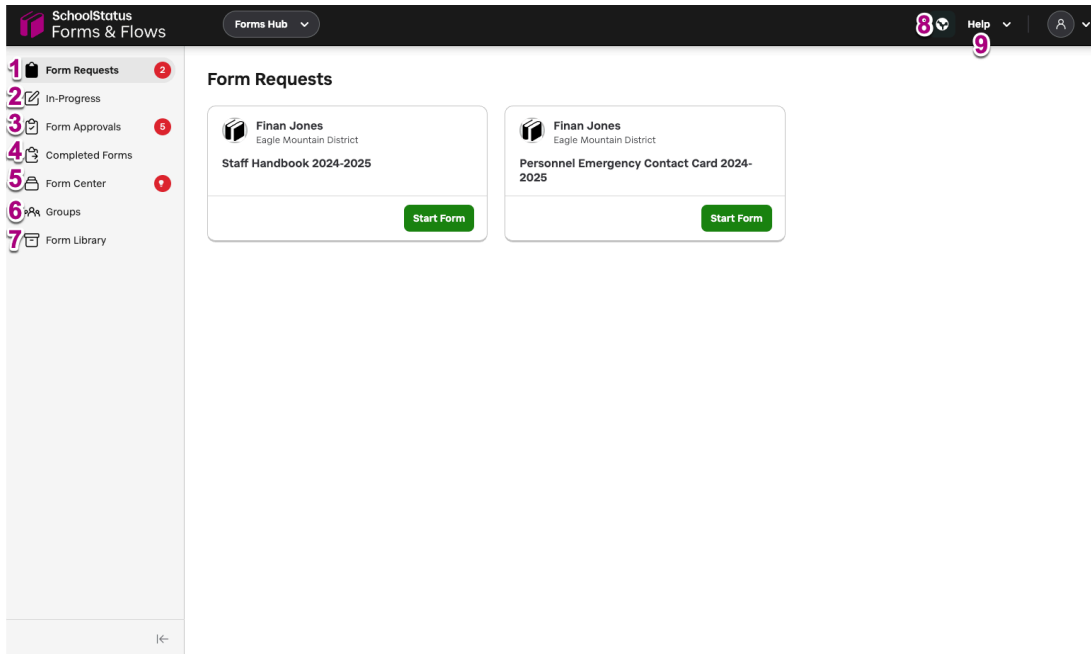 SchoolStatus
Forms & Flows
Forms Hub
8
Help
9
1 Form Requests 2
2 In-Progress
3 Form Approvals 5
4 Completed Forms
5 Form Center
6 Groups
7 Form Library
Form Requests
Finan Jones
Eagle Mountain District
Staff Handbook 2024-2025
Start Form
Finan Jones
Eagle Mountain District
Personnel Emergency Contact Card 2024-
2025
Start Form